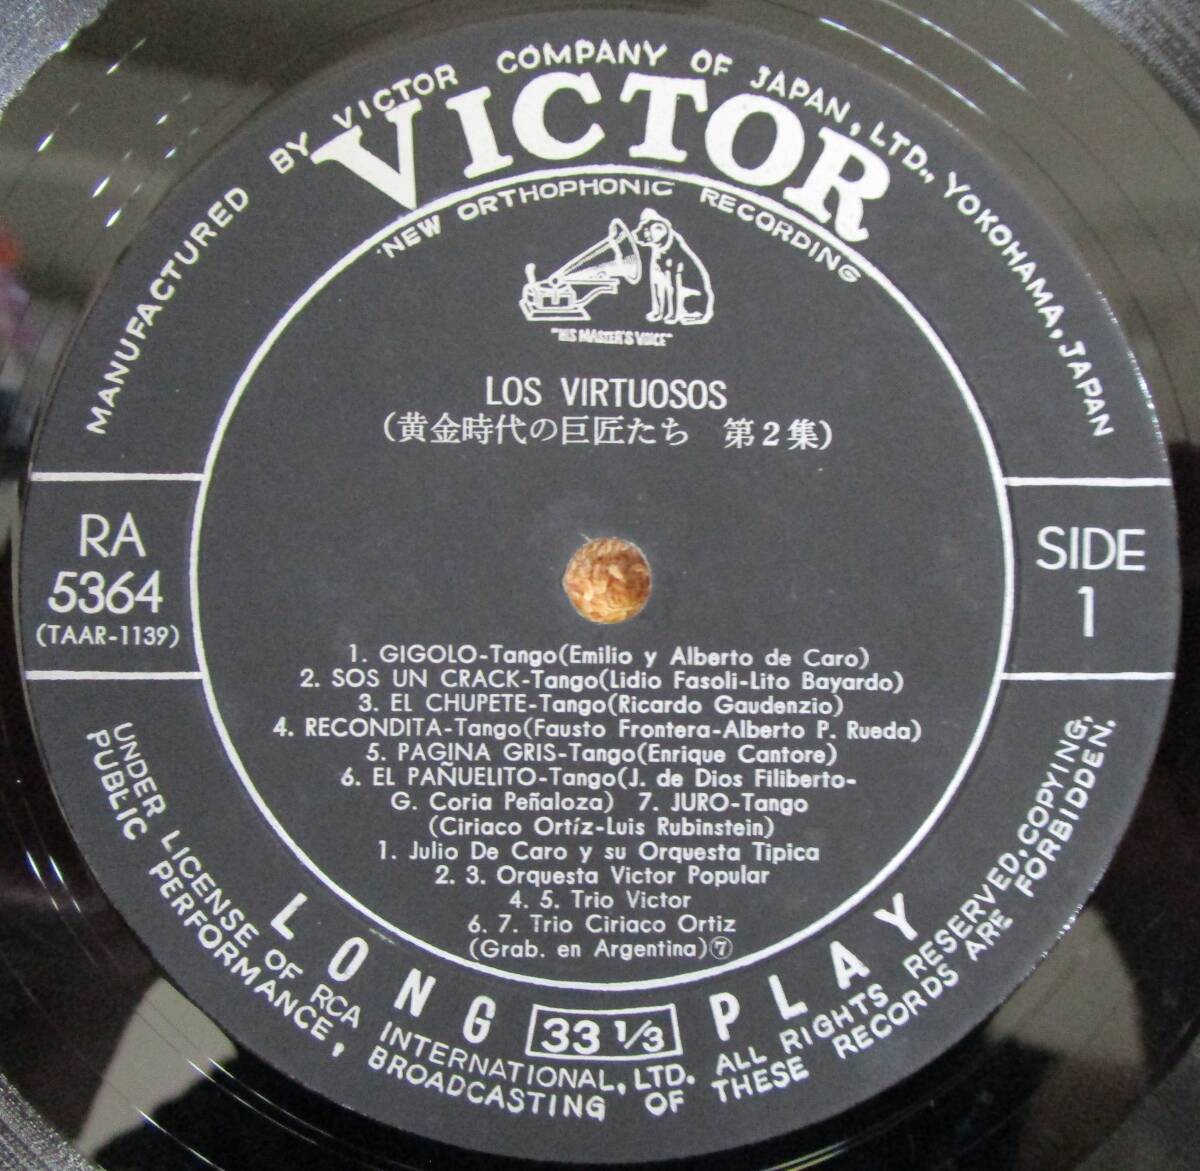 MANUFACTURED BY VICTOR COMPANY OF JAPAN, LTD., YOKOHAMA, JAPAN
VICTOR
"NEW ORTHOPHONIC RECORDING
"HIS MASTER'S VOICE"
LOS VIRTUOSOS
(黄金時代の巨匠たち 第2集)
RA
5364
(TAAR-1139)
SIDE
1
1. GIGOLO-Tango(Emilio y Alberto de Caro)
2. SOS UN CRACK-Tango(Lidio Fasoli-Lito Bayardo)
3. EL CHUPETE-Tango(Ricardo Gaudenzio)
4. RECONDITA-Tango(Fausto Frontera-Alberto P. Rueda)
5. PAGINA GRIS-Tango(Enrique Cantore)
6. EL PAÑUELITO-Tango(J. de Dios Filiberto-
G. Coria Peñaloza) 7. JURO-Tango
(Ciriaco Ortíz-Luis Rubinstein)
1. Julio De Caro y su Orquesta Tipica
2. 3. Orquesta Victor Popular
4. 5. Trio Victor
6. 7. Trio Ciriaco Ortiz
(Grab. en Argentina)⑦
LONG 33 1/3 PLAY
UNDER LICENSE OF RCA INTERNATIONAL, LTD. ALL RIGHTS RESERVED, COPYING,
PUBLIC PERFORMANCE, BROADCASTING OF THESE RECORDS ARE FORBIDDEN.